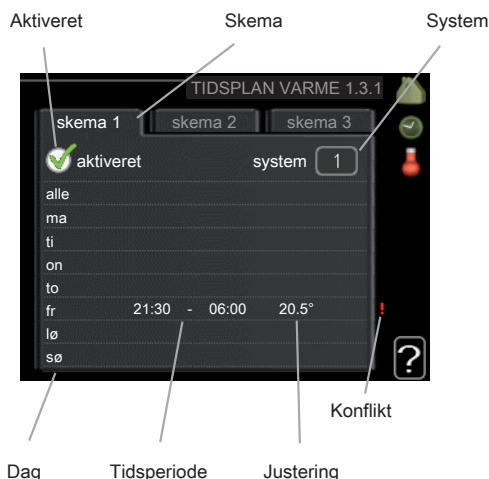 Aktiveret Skema System
TIDSPLAN VARME 1.3.1
skema 1 skema 2 skema 3
aktiveret system 1
alle
ma
ti
on
to
fr 21:30 - 06:00 20.5° !
lø
sø
?
Konflikt
Dag Tidsperiode Justering